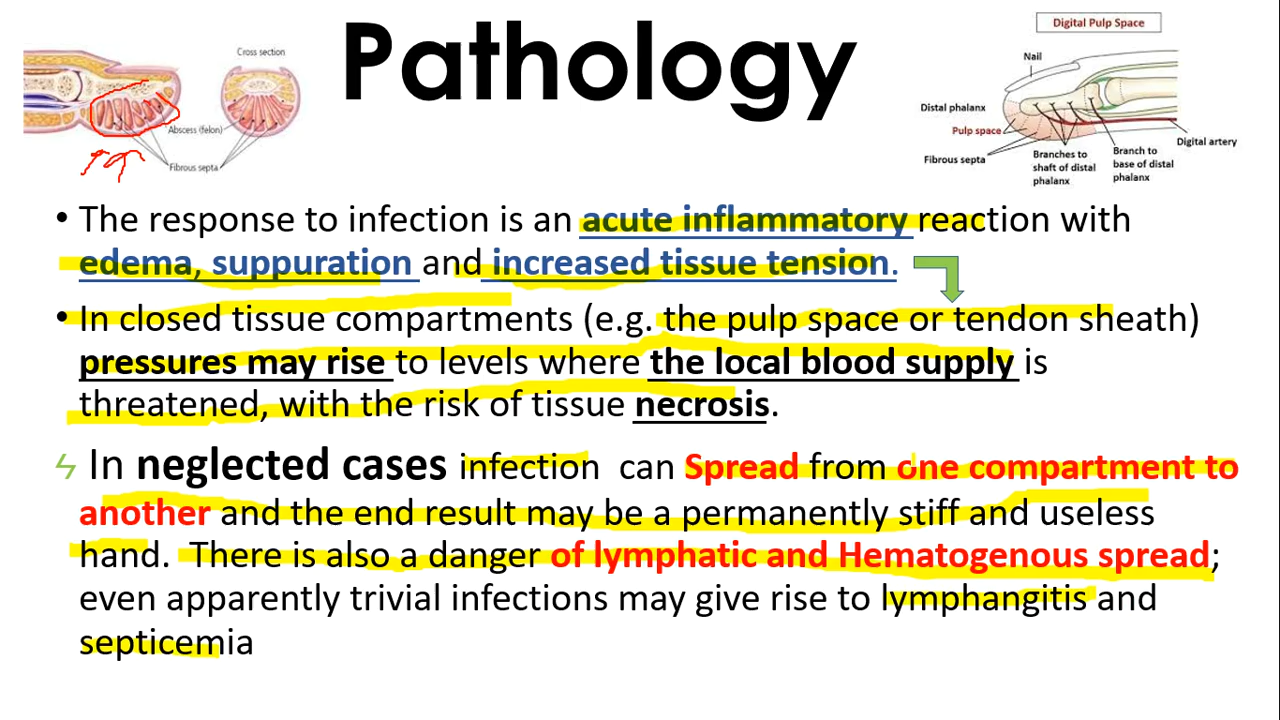 Pathology
Cross section
Abscess (felon)
Fibrous septa
Digital Pulp Space
Nail
Distal phalanx
Pulp space
Fibrous septa
Branches to
shaft of distal
phalanx
Branch to
base of distal
phalanx
Digital artery
• The response to infection is an acute inflammatory reaction with
edema, suppuration and increased tissue tension.
• In closed tissue compartments (e.g. the pulp space or tendon sheath)
pressures may rise to levels where the local blood supply is
threatened, with the risk of tissue necrosis.
ϟ In neglected cases infection can Spread from one compartment to
another and the end result may be a permanently stiff and useless
hand. There is also a danger of lymphatic and Hematogenous spread;
even apparently trivial infections may give rise to lymphangitis and
septicemia